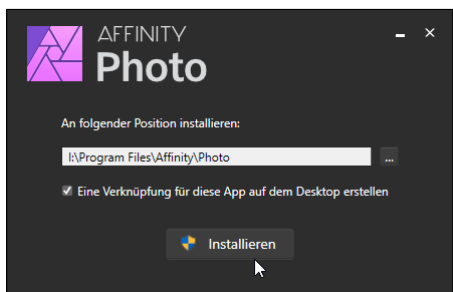 AFFINITY
Photo
An folgender Position installieren:
I:\Program Files\Affinity\Photo
...
Eine Verknüpfung für diese App auf dem Desktop erstellen
Installieren